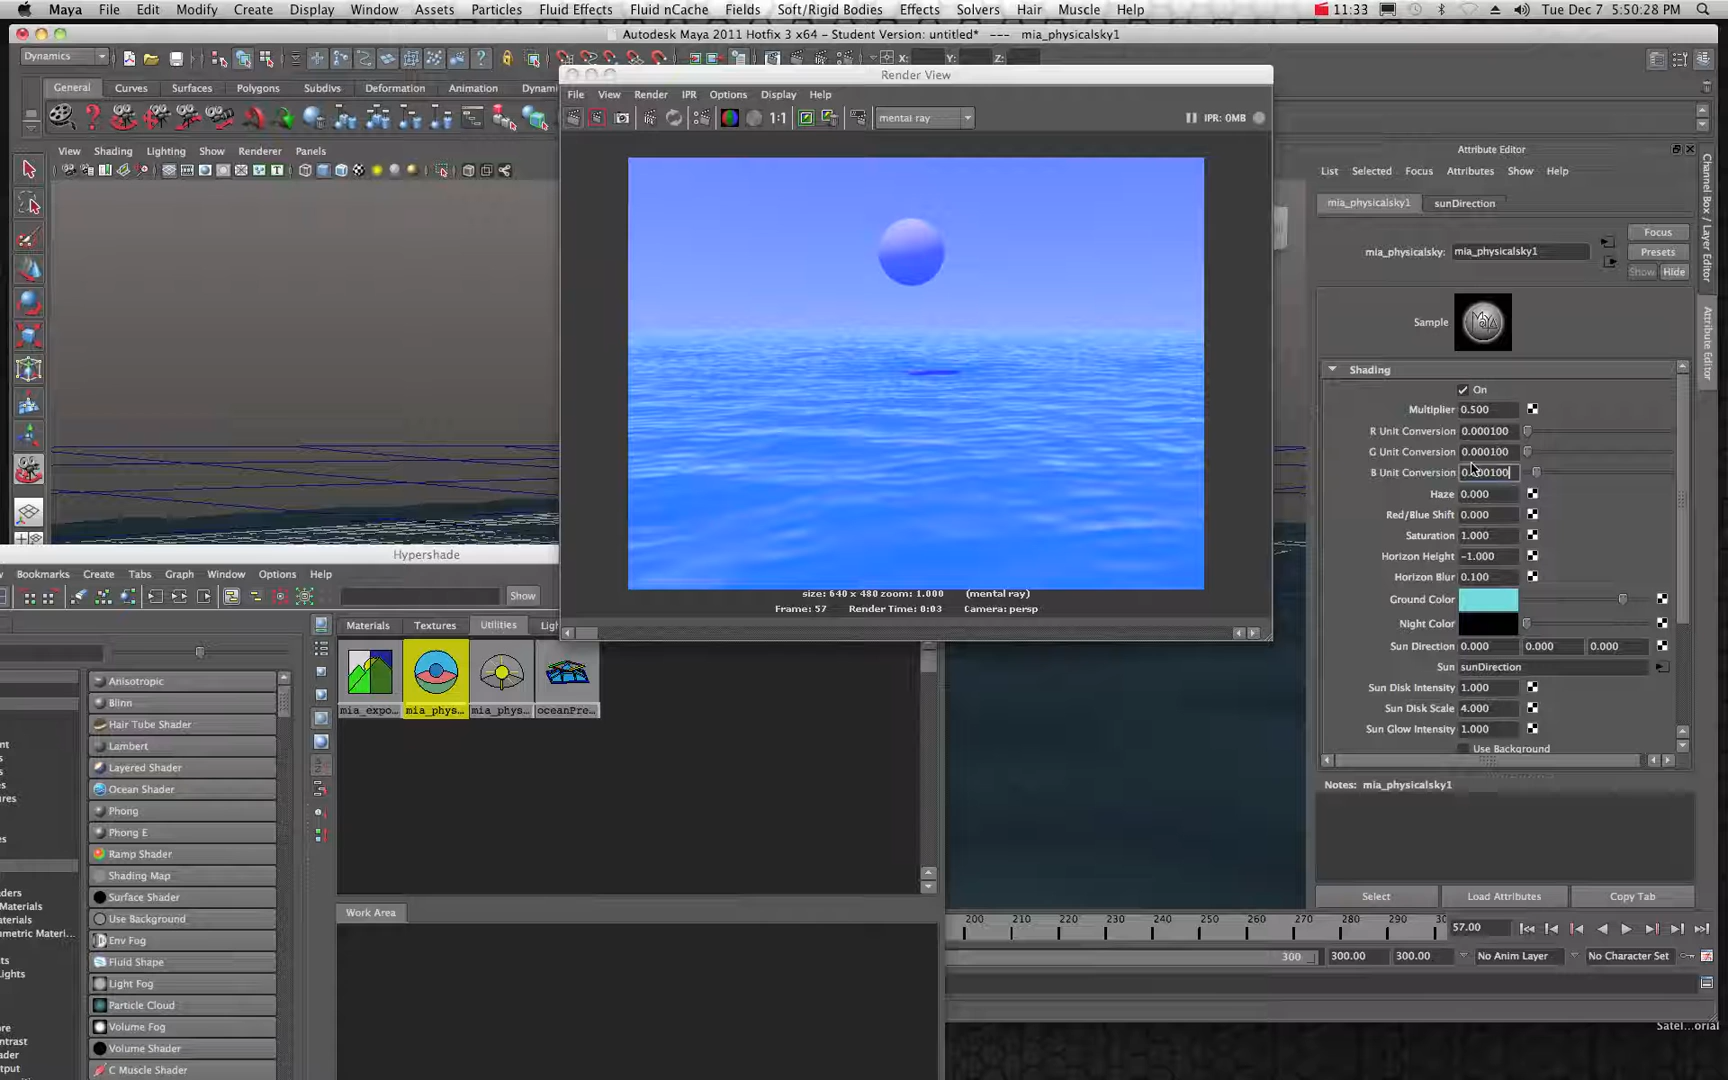 Maya File Edit Modify Create Display Window Assets Particles Fluid Effects Fluid nCache Fields Soft/Rigid Bodies Effects Solvers Hair Muscle Help 11:33 Tue Dec 7 5:50:28 PM
Autodesk Maya 2011 Hotfix 3 x64 - Student Version: untitled* --- mia_physicalsky1
Dynamics X: Y: Z:
General Curves Surfaces Polygons Subdivs Deformation Animation
View Shading Lighting Show Renderer Panels
Render View
File View Render IPR Options Display Help
1:1 mental ray IPR: 0MB
size: 640 x 480 zoom: 1.000 (mental ray)
Frame: 57 Render Time: 0:03 Camera: persp
Attribute Editor
List Selected Focus Attributes Show Help
mia_physicalsky1 sunDirection
Focus
mia_physicalsky: mia_physicalsky1 Presets
Show Hide
Sample
Shading
On
Multiplier 0.500
R Unit Conversion 0.000100
G Unit Conversion 0.000100
B Unit Conversion
Haze 0.000
Red/Blue Shift 0.000
Saturation 1.000
Horizon Height -1.000
Horizon Blur 0.100
Ground Color
Night Color
Sun Direction 0.000 0.000 0.000
Sun sunDirection
Sun Disk Intensity 1.000
Sun Disk Scale 4.000
Sun Glow Intensity 1.000
Use Background
Notes: mia_physicalsky1
Select Load Attributes Copy Tab
Channel Box / Layer Editor
Attribute Editor
Hypershade
Bookmarks Create Tabs Graph Window Options Help
Show
Materials Textures Utilities
mia_expo... mia_phys... mia_phys... oceanPre...
Anisotropic
Blinn
Hair Tube Shader
Lambert
Layered Shader
Ocean Shader
Phong
Phong E
Ramp Shader
Shading Map
Surface Shader
Use Background
Env Fog
Fluid Shape
Light Fog
Particle Cloud
Volume Fog
Volume Shader
C Muscle Shader
Work Area
200 210 220 230 240 250 260 270 280 290 57.00
300 300.00 300.00 No Anim Layer No Character Set
Satel...orial